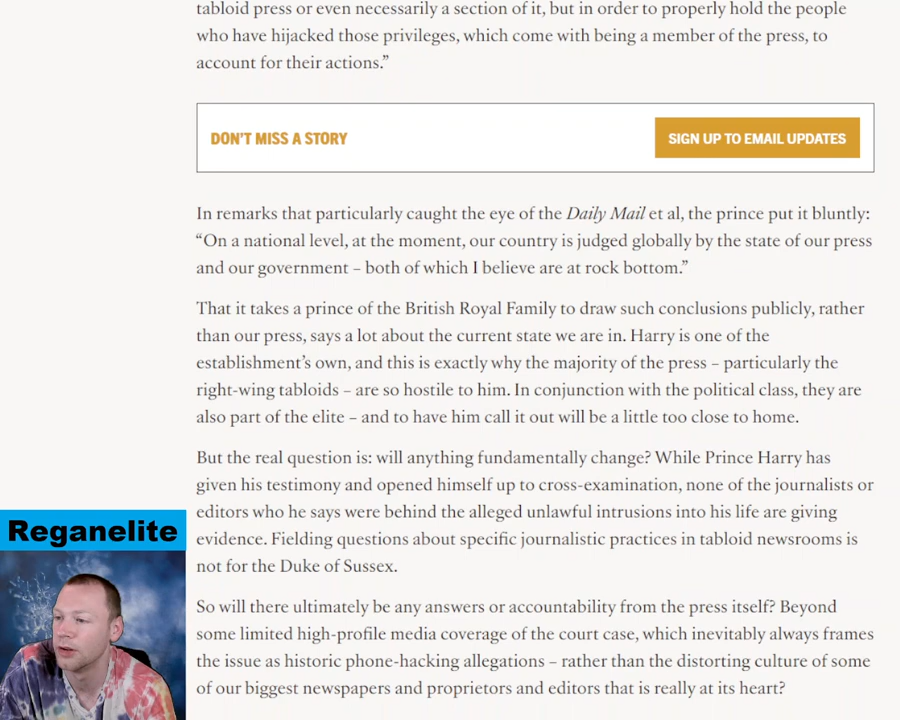 tabloid press or even necessarily a section of it, but in order to properly hold the people
who have hijacked those privileges, which come with being a member of the press, to
account for their actions.”
DON’T MISS A STORY
SIGN UP TO EMAIL UPDATES
In remarks that particularly caught the eye of the Daily Mail et al, the prince put it bluntly:
“On a national level, at the moment, our country is judged globally by the state of our press
and our government – both of which I believe are at rock bottom.”
That it takes a prince of the British Royal Family to draw such conclusions publicly, rather
than our press, says a lot about the current state we are in. Harry is one of the
establishment’s own, and this is exactly why the majority of the press – particularly the
right-wing tabloids – are so hostile to him. In conjunction with the political class, they are
also part of the elite – and to have him call it out will be a little too close to home.
But the real question is: will anything fundamentally change? While Prince Harry has
given his testimony and opened himself up to cross-examination, none of the journalists or
editors who he says were behind the alleged unlawful intrusions into his life are giving
evidence. Fielding questions about specific journalistic practices in tabloid newsrooms is
not for the Duke of Sussex.
So will there ultimately be any answers or accountability from the press itself? Beyond
some limited high-profile media coverage of the court case, which inevitably always frames
the issue as historic phone-hacking allegations – rather than the distorting culture of some
of our biggest newspapers and proprietors and editors that is really at its heart?
Reganelite